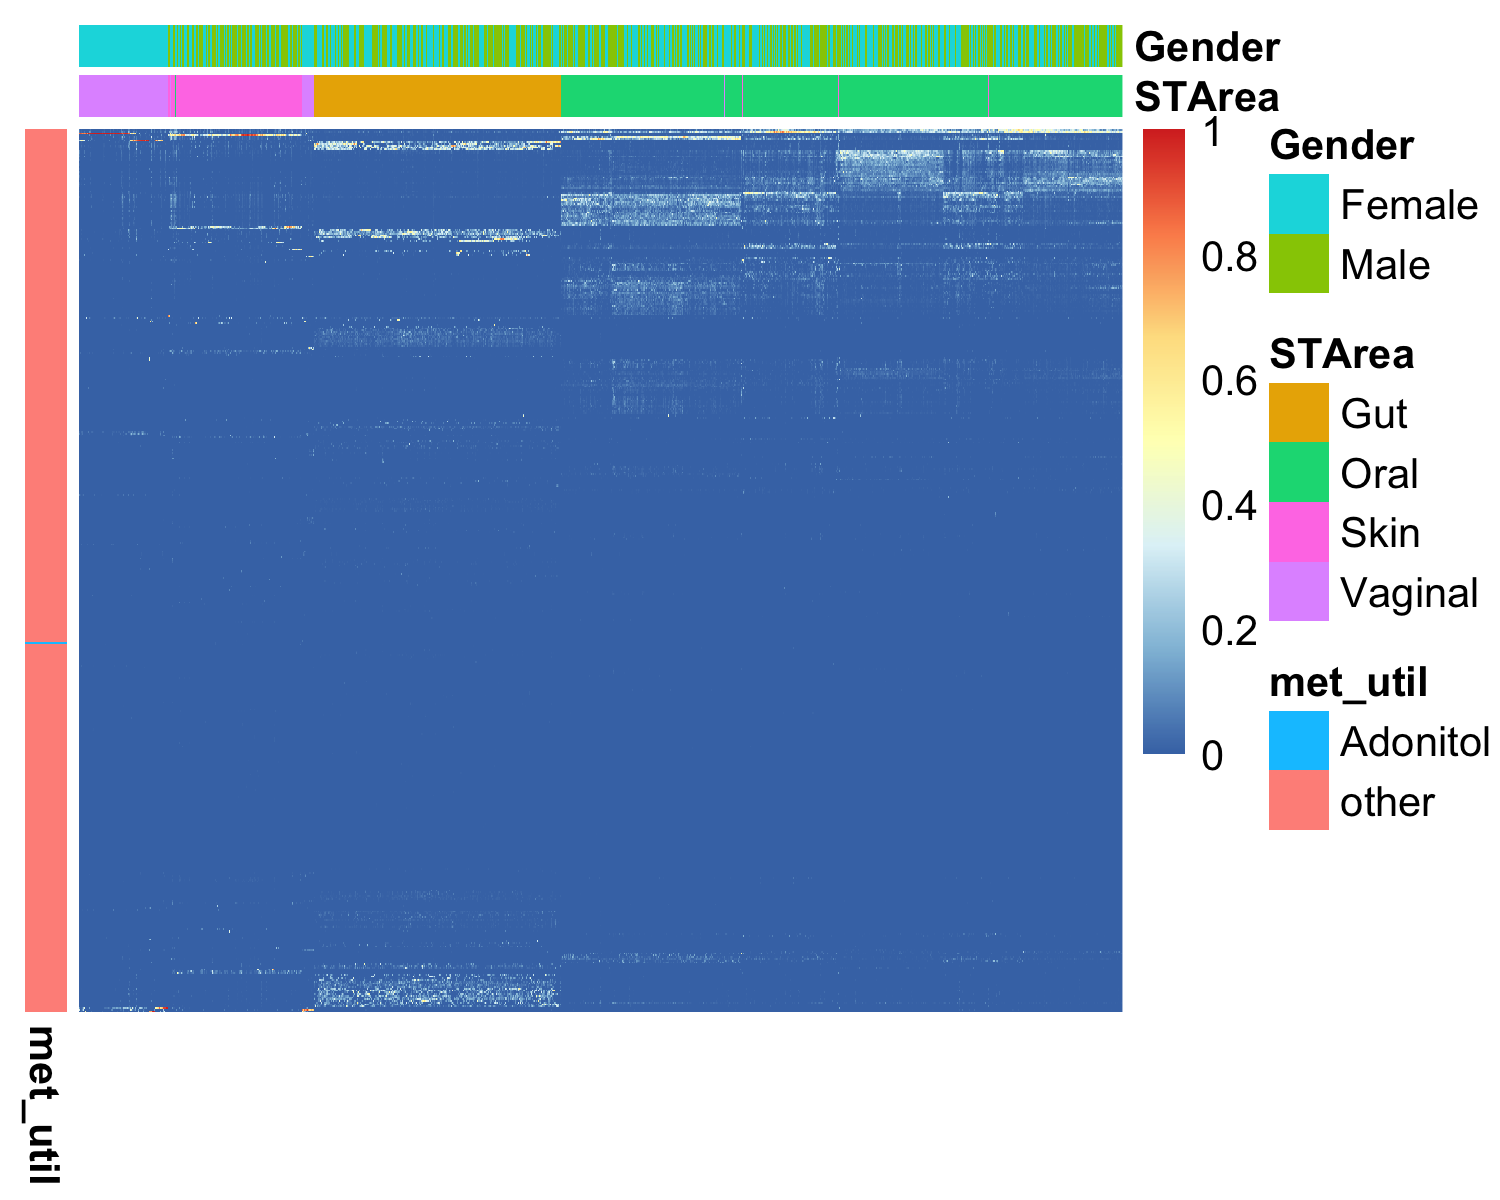 Gender
STArea
1
0.8
0.6
0.4
0.2
0
Gender
Female
Male
STArea
Gut
Oral
Skin
Vaginal
met_util
Adonitol
other
met_util